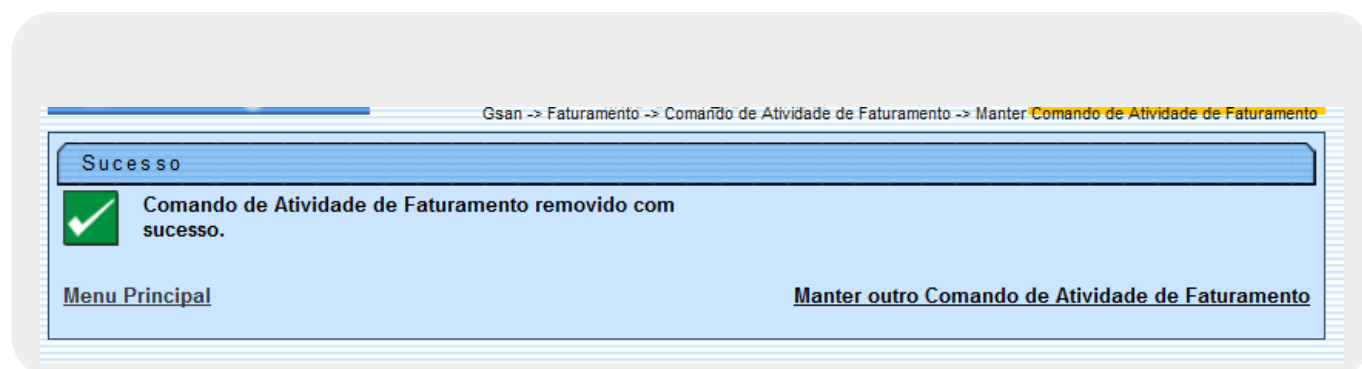 Gsan -> Faturamento -> Comando de Atividade de Faturamento -> Manter Comando de Atividade de Faturamento
Sucesso
Comando de Atividade de Faturamento removido com
sucesso.
Menu Principal
Manter outro Comando de Atividade de Faturamento